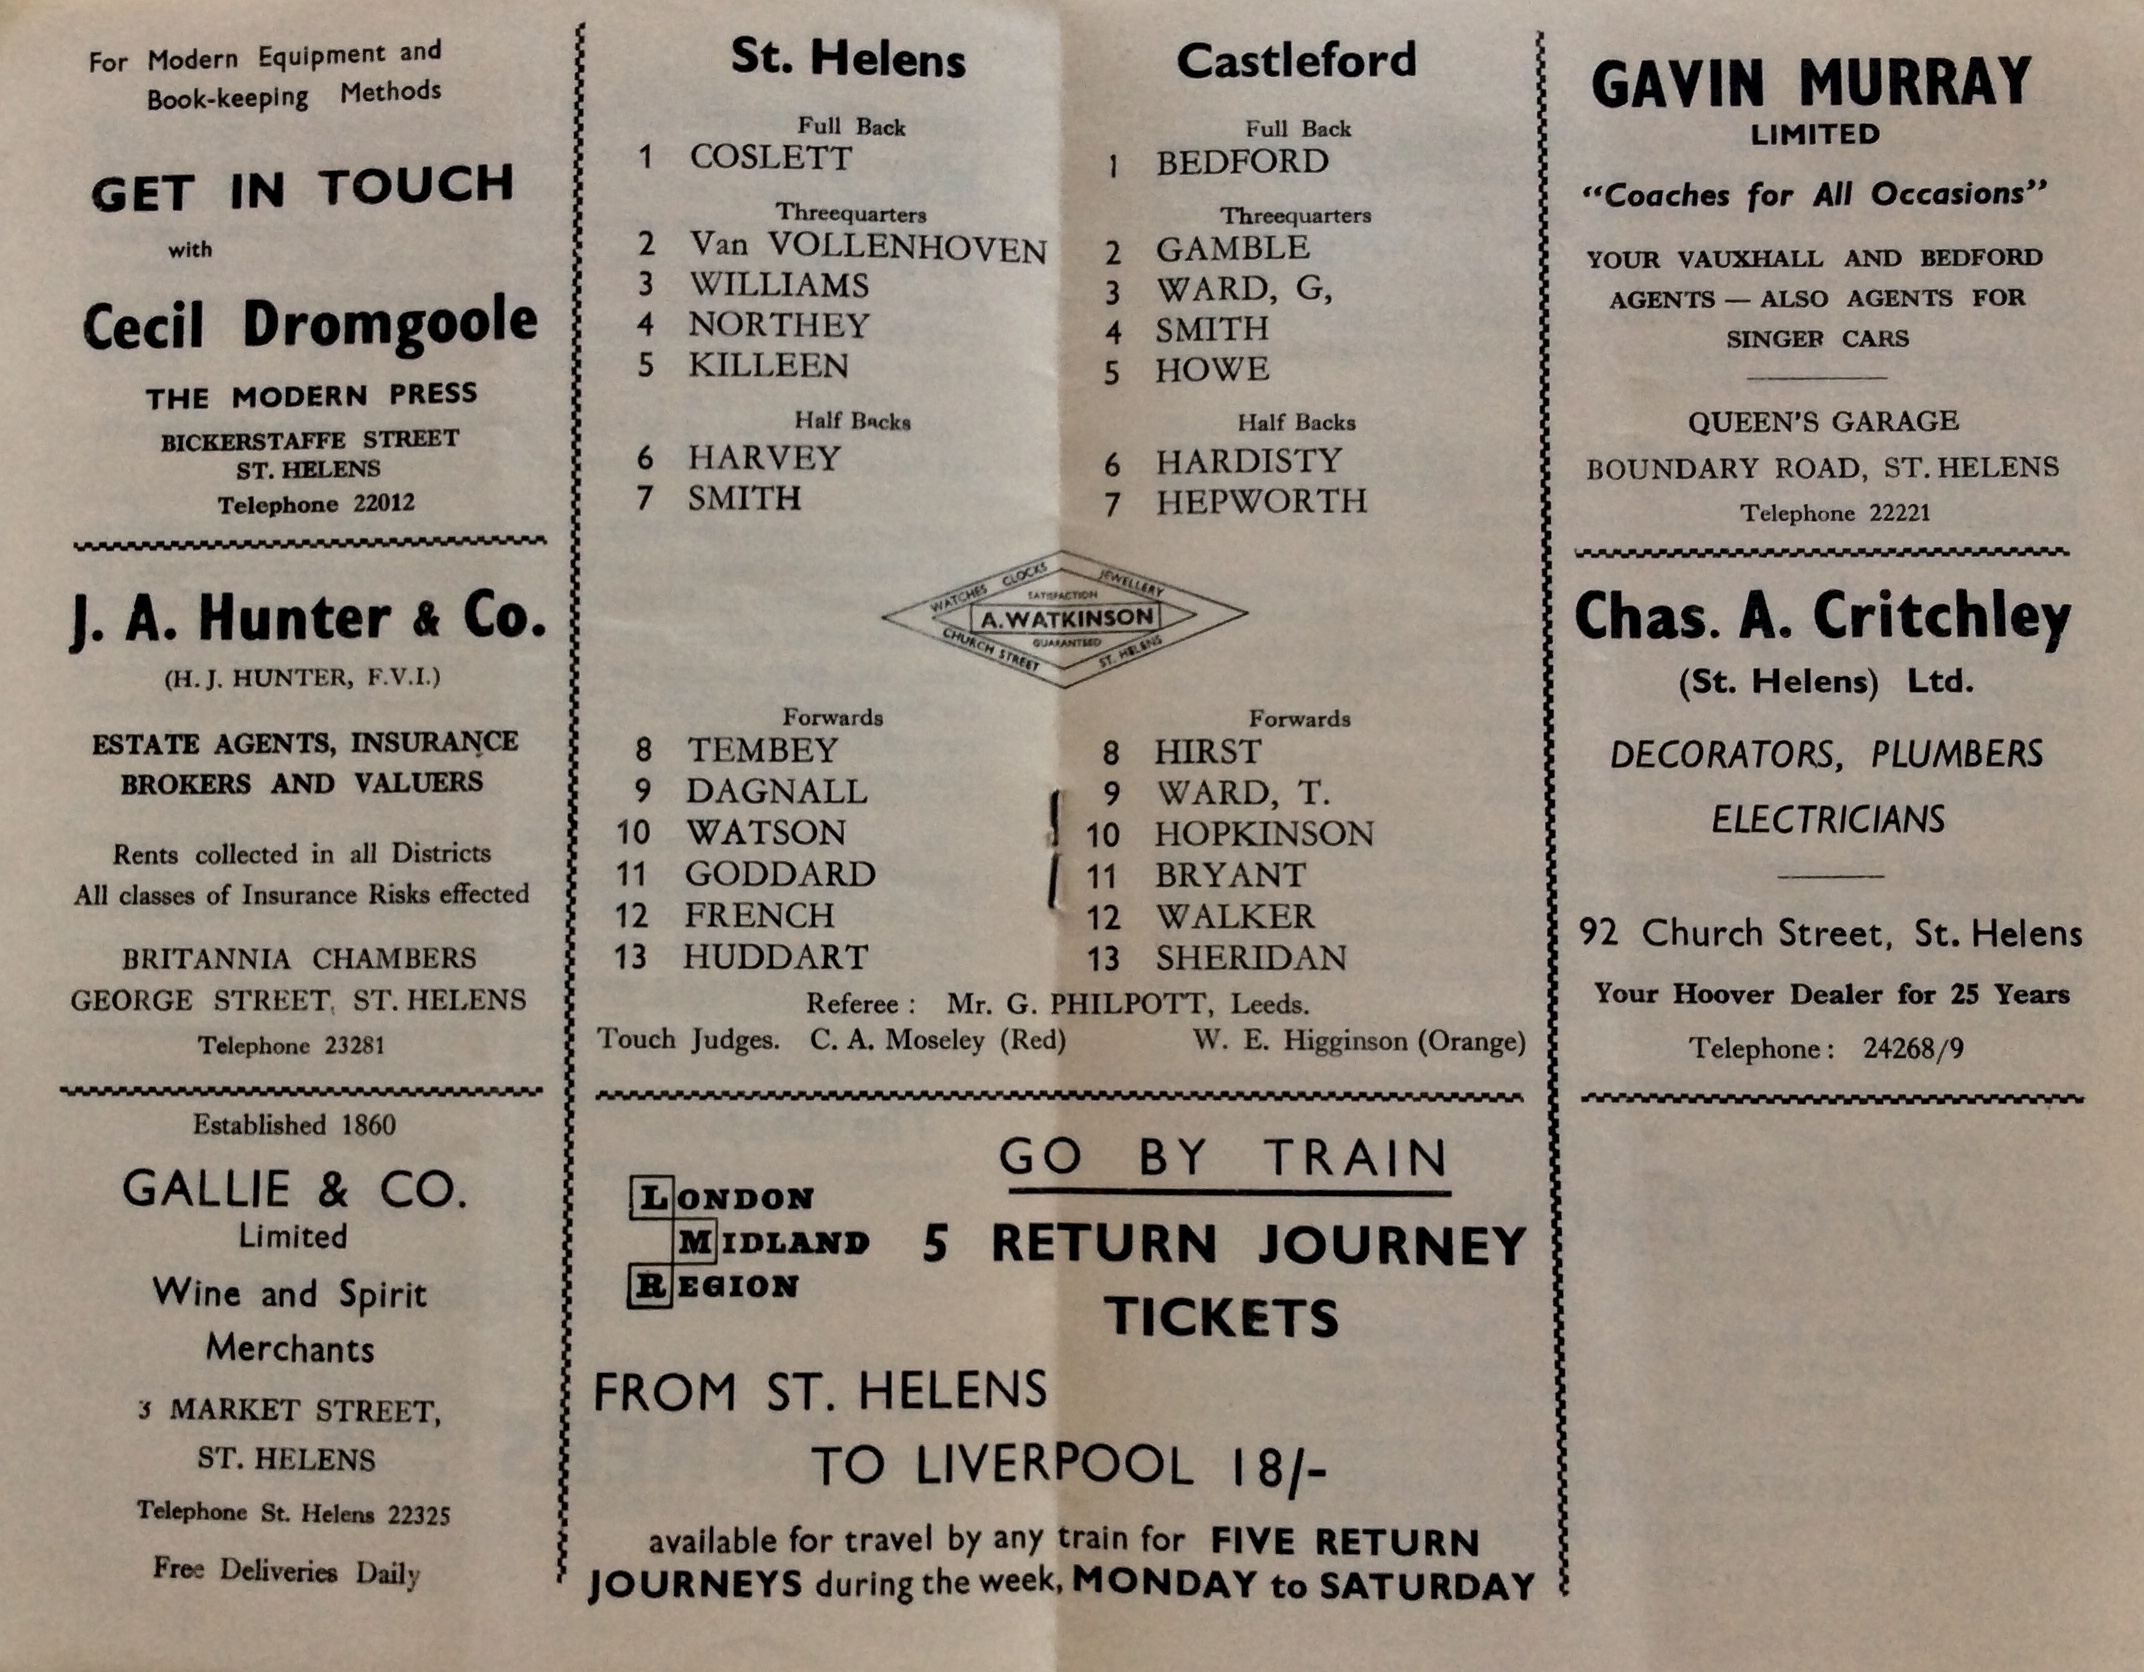 For Modern Equipment and
Book-keeping Methods
GET IN TOUCH
with
Cecil Dromgoole
THE MODERN PRESS
BICKERSTAFFE STREET
ST. HELENS
Telephone 22012
J. A. Hunter & Co.
(H. J. HUNTER, F.V.I.)
ESTATE AGENTS, INSURANCE
BROKERS AND VALUERS
Rents collected in all Districts
All classes of Insurance Risks effected
BRITANNIA CHAMBERS
GEORGE STREET, ST. HELENS
Telephone 23281
Established 1860
GALLIE & CO.
Limited
Wine and Spirit
Merchants
3 MARKET STREET,
ST. HELENS
Telephone St. Helens 22325
Free Deliveries Daily
St. Helens
Full Back
1 COSLETT
Threequarters
2 Van VOLLENHOVEN
3 WILLIAMS
4 NORTHEY
5 KILLEEN
Half Backs
6 HARVEY
7 SMITH
Castleford
Full Back
1 BEDFORD
Threequarters
2 GAMBLE
3 WARD, G,
4 SMITH
5 HOWE
Half Backs
6 HARDISTY
7 HEPWORTH
WATCHES CLOCKS JEWELLERY
SATISFACTION
A. WATKINSON
GUARANTEED
CHURCH STREET ST. HELENS
Forwards
8 TEMBEY
9 DAGNALL
10 WATSON
11 GODDARD
12 FRENCH
13 HUDDART
Forwards
8 HIRST
9 WARD, T.
10 HOPKINSON
11 BRYANT
12 WALKER
13 SHERIDAN
Referee : Mr. G. PHILPOTT, Leeds.
Touch Judges. C. A. Moseley (Red) W. E. Higginson (Orange)
GO BY TRAIN
LONDON
MIDLAND
REGION
5 RETURN JOURNEY
TICKETS
FROM ST. HELENS
TO LIVERPOOL 18/-
available for travel by any train for FIVE RETURN
JOURNEYS during the week, MONDAY to SATURDAY
GAVIN MURRAY
LIMITED
"Coaches for All Occasions"
YOUR VAUXHALL AND BEDFORD
AGENTS — ALSO AGENTS FOR
SINGER CARS
QUEEN'S GARAGE
BOUNDARY ROAD, ST. HELENS
Telephone 22221
Chas. A. Critchley
(St. Helens) Ltd.
DECORATORS, PLUMBERS
ELECTRICIANS
92 Church Street, St. Helens
Your Hoover Dealer for 25 Years
Telephone : 24268/9